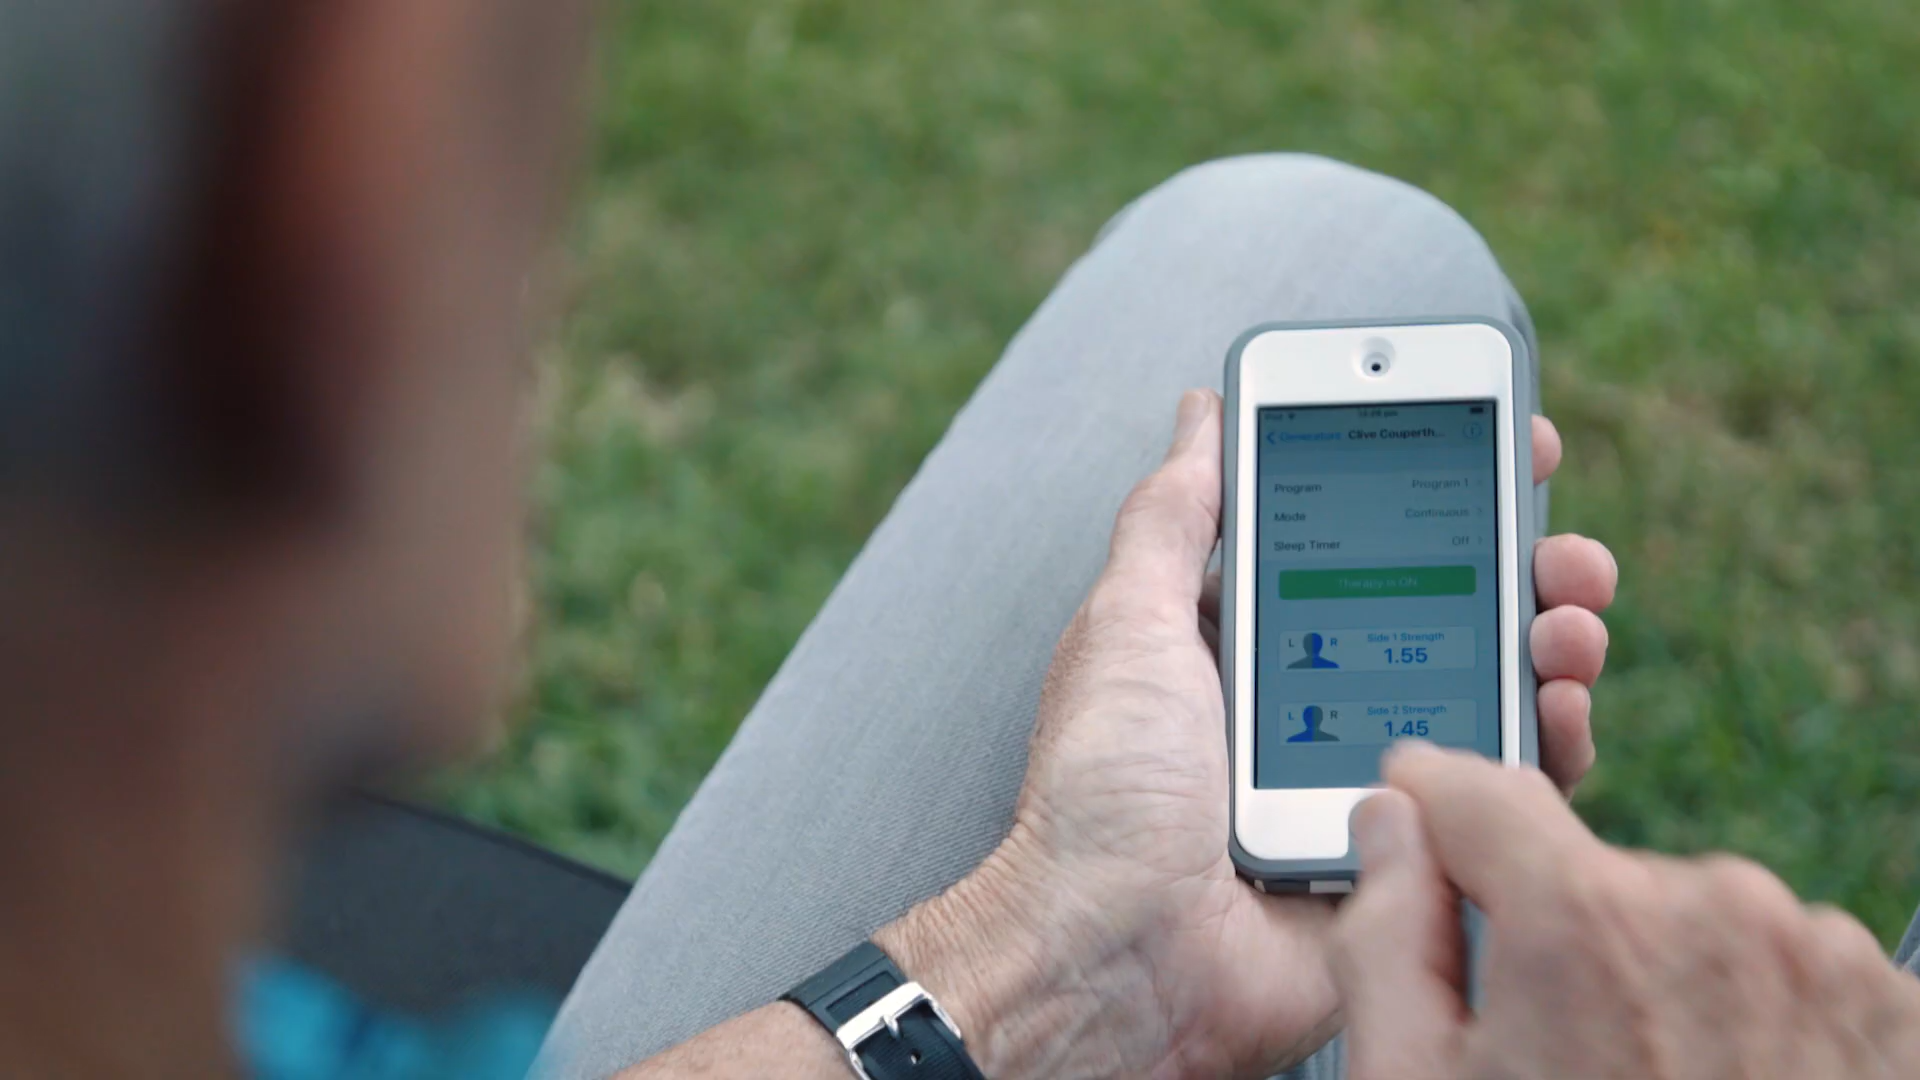 iPod
Generators Clive Couperth...
Program Program 1
Mode Continuous
Sleep Timer Off
Therapy is ON
L R Side 1 Strength
1.55
L R Side 2 Strength
1.45